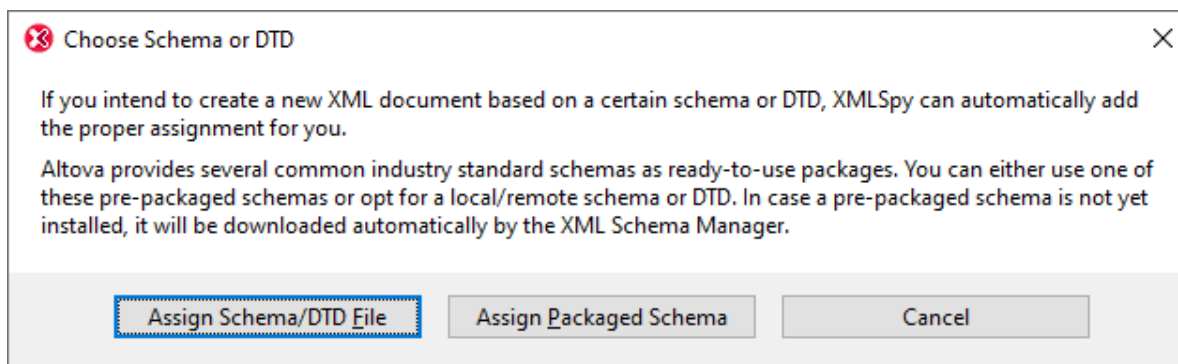 Choose Schema or DTD
If you intend to create a new XML document based on a certain schema or DTD, XMLSpy can automatically add
the proper assignment for you.
Altova provides several common industry standard schemas as ready-to-use packages. You can either use one of
these pre-packaged schemas or opt for a local/remote schema or DTD. In case a pre-packaged schema is not yet
installed, it will be downloaded automatically by the XML Schema Manager.
Assign Schema/DTD File
Assign Packaged Schema
Cancel